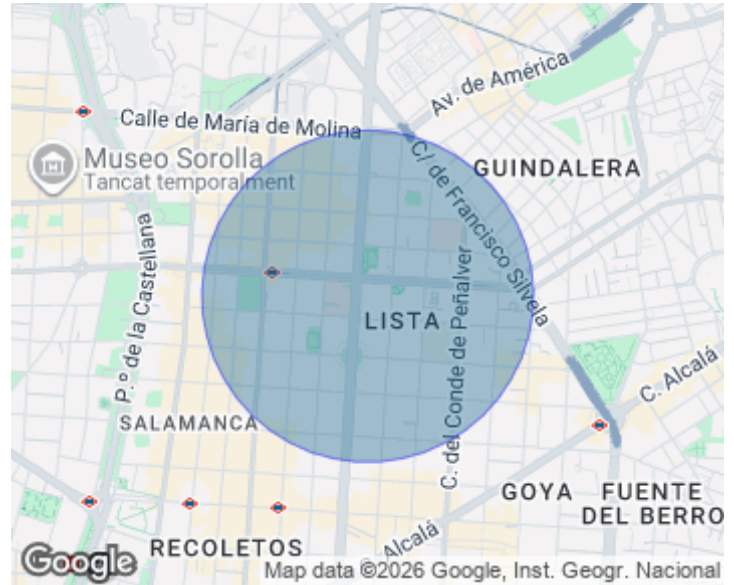 Av. de América
Calle de María de Molina
Museo Sorolla
Tancat temporalment
GUINDALERA
C/ de Francisco Silvela
P.º de la Castellana
LISTA
C. del Conde de Peñalver
C. Alcalá
SALAMANCA
GOYA
FUENTE
DEL BERRO
Alcalá
RECOLETOS
Google
Map data ©2026 Google, Inst. Geogr. Nacional